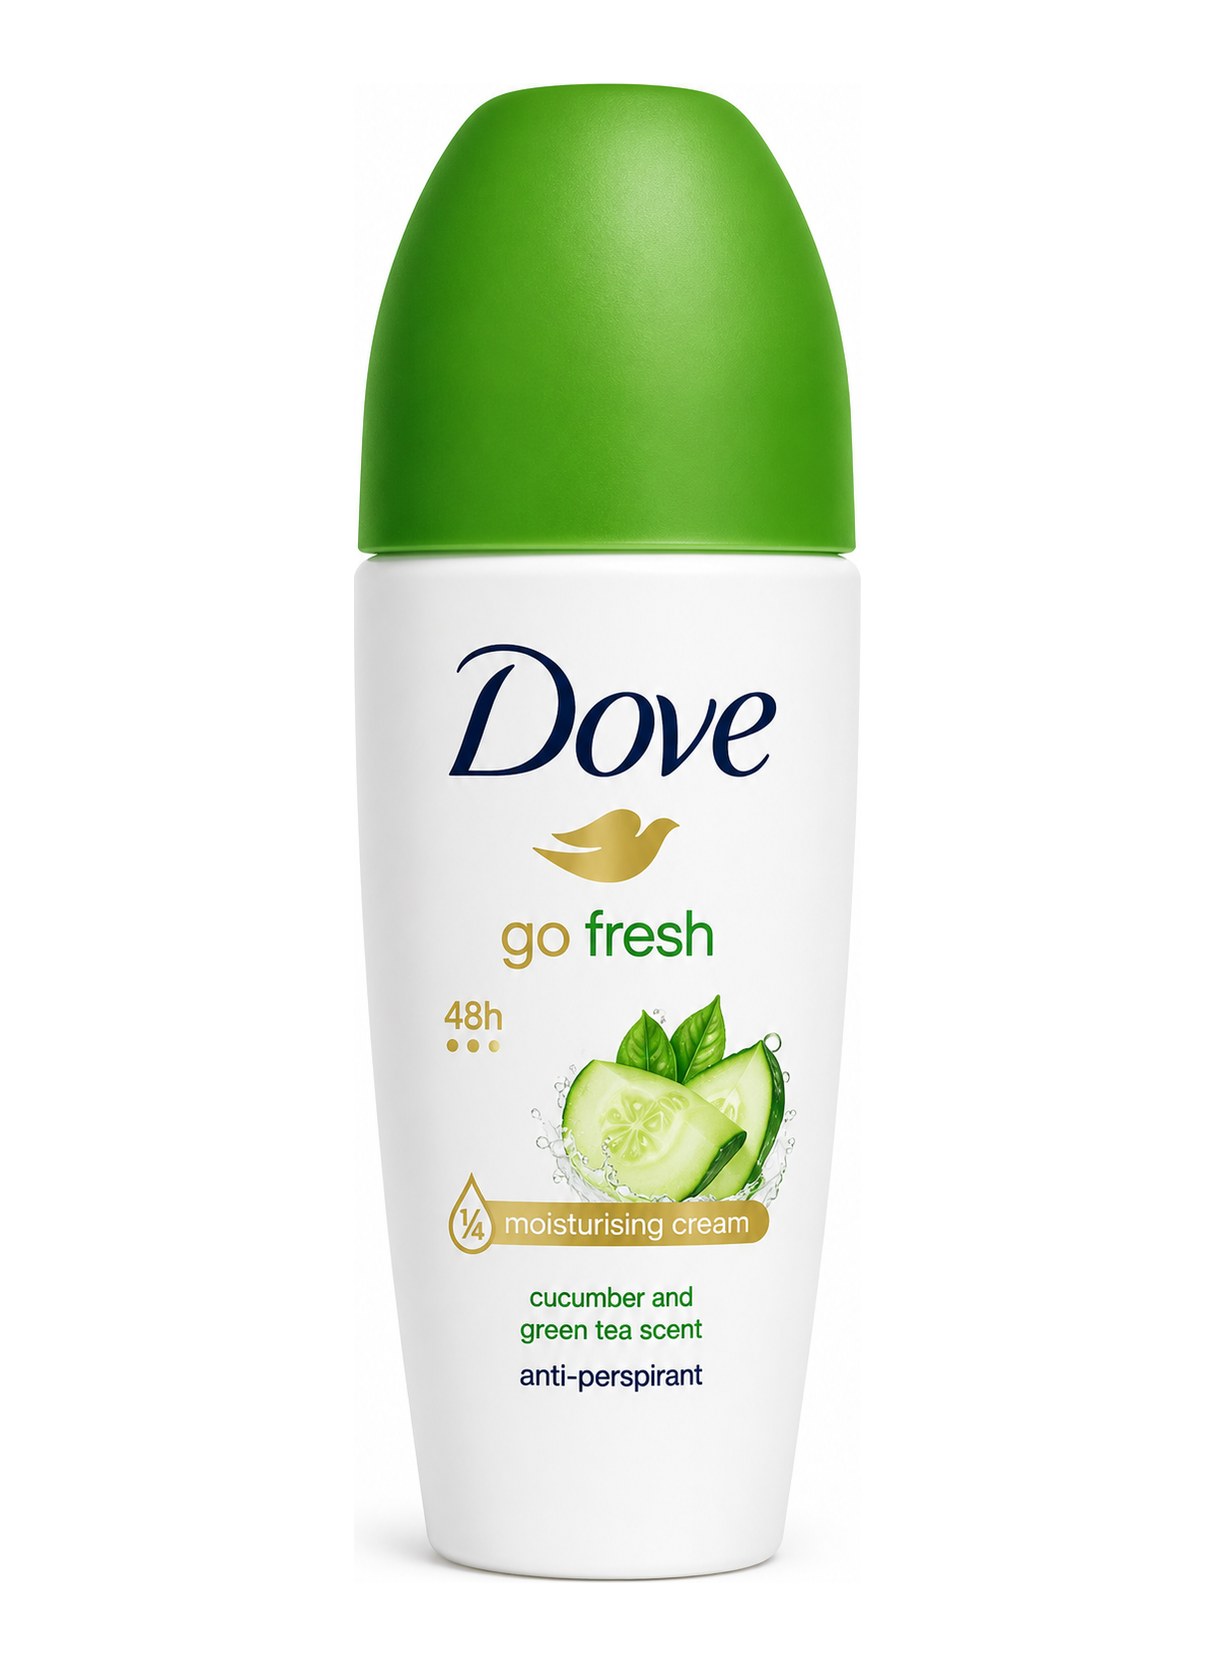 Dove
go fresh
48h
1/4 moisturising cream
cucumber and
green tea scent
anti-perspirant